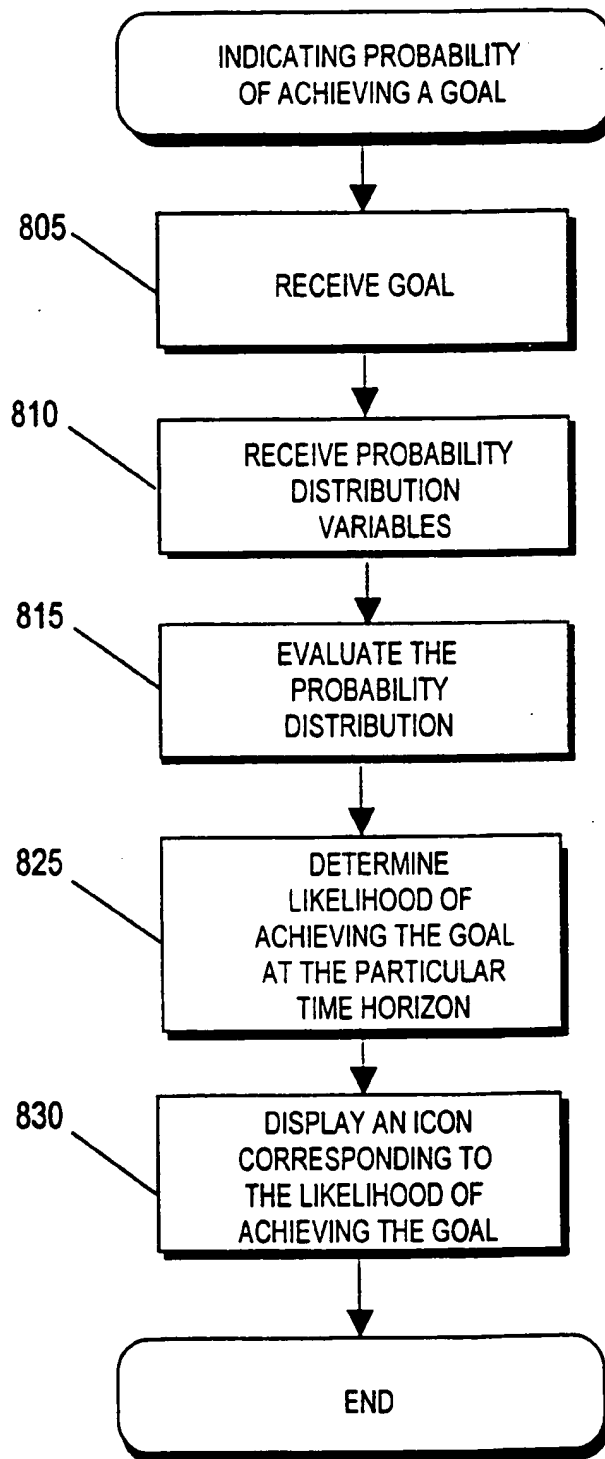 INDICATING PROBABILITY
OF ACHIEVING A GOAL
805
RECEIVE GOAL
810
RECEIVE PROBABILITY
DISTRIBUTION
VARIABLES
815
EVALUATE THE
PROBABILITY
DISTRIBUTION
825
DETERMINE
LIKELIHOOD OF
ACHIEVING THE GOAL
AT THE PARTICULAR
TIME HORIZON
830
DISPLAY AN ICON
CORRESPONDING TO
THE LIKELIHOOD OF
ACHIEVING THE GOAL
END